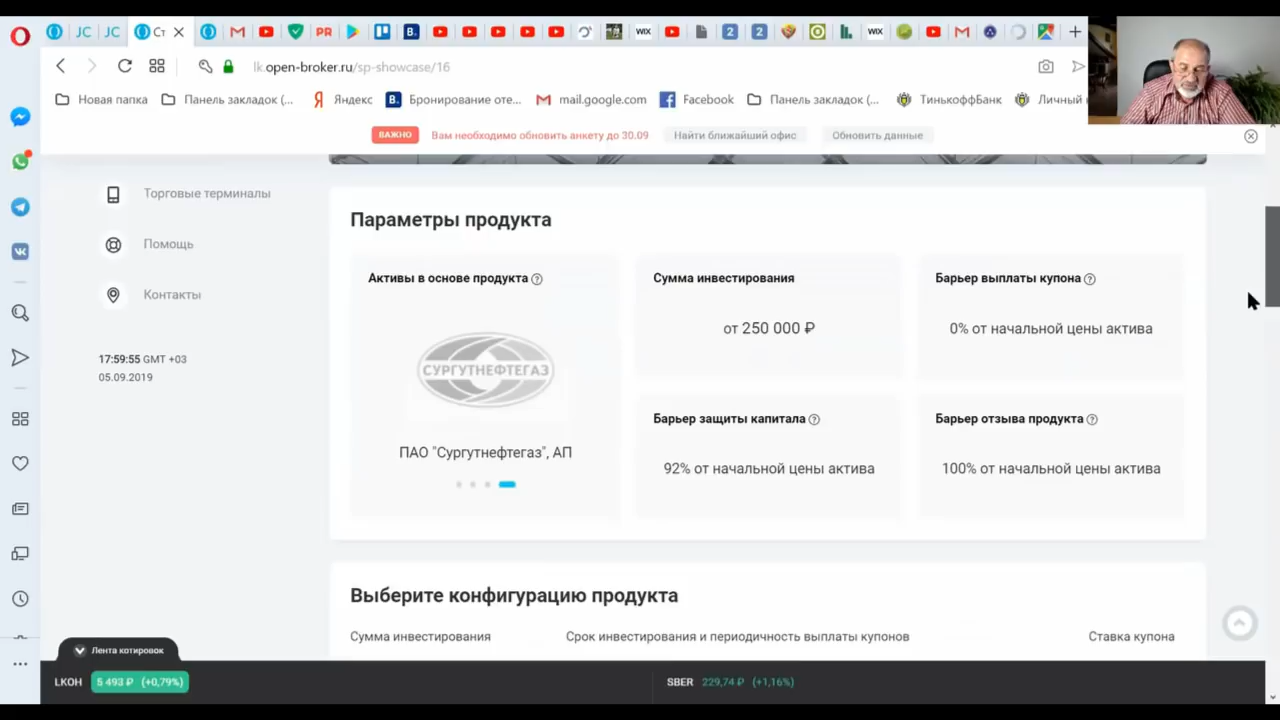 JC
JC
Ст
PR
B.
WIX
2
2
WIX
lk.open-broker.ru/sp-showcase/16
Новая папка
Панель закладок (...
Яндекс
B.
Бронирование оте...
mail.google.com
Facebook
Панель закладок (...
ТинькоффБанк
Личный
ВАЖНО
Вам необходимо обновить анкету до 30.09
Найти ближайший офис
Обновить данные
Торговые терминалы
Помощь
Контакты
17:59:55 GMT +03
05.09.2019
Параметры продукта
Активы в основе продукта
СУРГУТНЕФТЕГАЗ
ПАО "Сургутнефтегаз", АП
Сумма инвестирования
от 250 000 ₽
Барьер выплаты купона
0% от начальной цены актива
Барьер защиты капитала
92% от начальной цены актива
Барьер отзыва продукта
100% от начальной цены актива
Выберите конфигурацию продукта
Сумма инвестирования
Срок инвестирования и периодичность выплаты купонов
Ставка купона
Лента котировок
LKOH 5 493 ₽ (+0,79%)
SBER 229,74 ₽ (+1,16%)